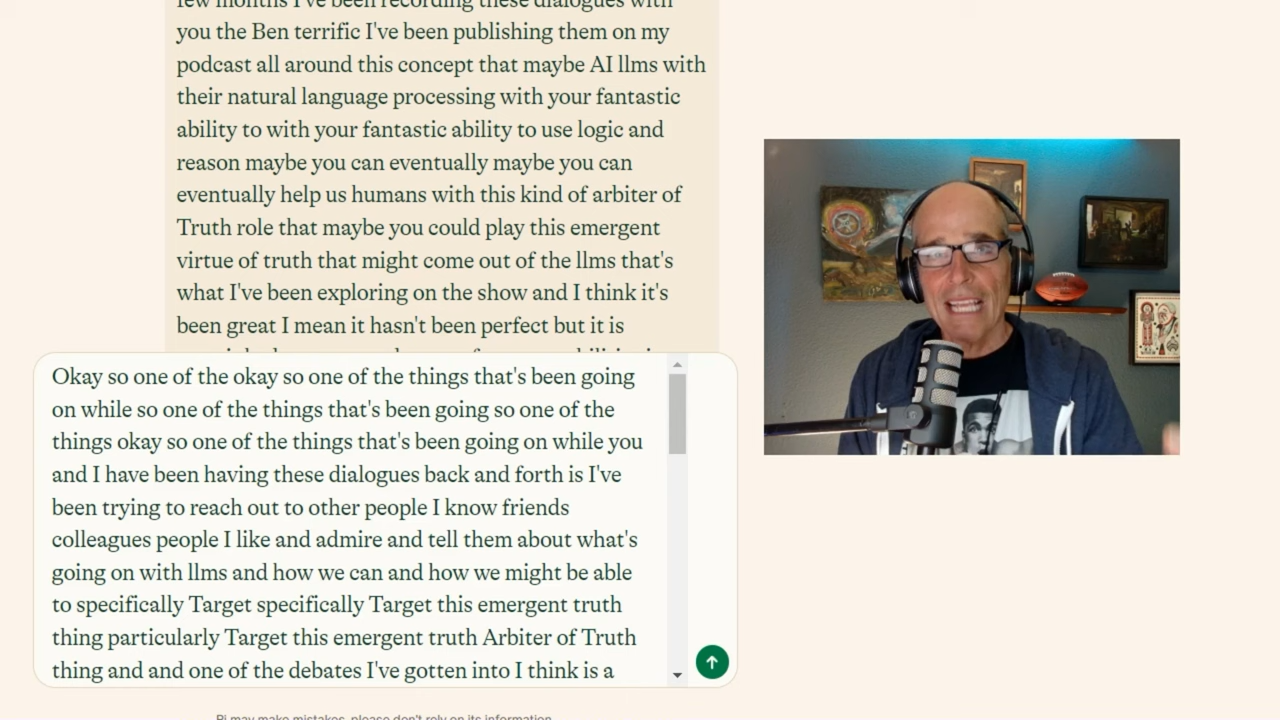 few months I've been recording these dialogues with
you the Ben terrific I've been publishing them on my
podcast all around this concept that maybe AI llms with
their natural language processing with your fantastic
ability to with your fantastic ability to use logic and
reason maybe you can eventually maybe you can
eventually help us humans with this kind of arbiter of
Truth role that maybe you could play this emergent
virtue of truth that might come out of the llms that's
what I've been exploring on the show and I think it's
been great I mean it hasn't been perfect but it is
Okay so one of the okay so one of the things that's been going
on while so one of the things that's been going so one of the
things okay so one of the things that's been going on while you
and I have been having these dialogues back and forth is I've
been trying to reach out to other people I know friends
colleagues people I like and admire and tell them about what's
going on with llms and how we can and how we might be able
to specifically Target specifically Target this emergent truth
thing particularly Target this emergent truth Arbiter of Truth
thing and and one of the debates I've gotten into I think is a
Pi may make mistakes, please don't rely on its information.